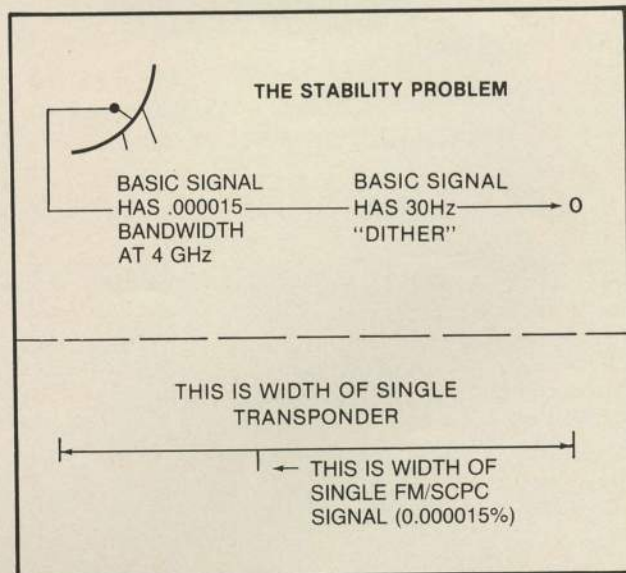 THE STABILITY PROBLEM
BASIC SIGNAL
HAS .000015
BANDWIDTH
AT 4 GHz
BASIC SIGNAL
HAS 30Hz
"DITHER"
O
THIS IS WIDTH OF SINGLE
TRANSPONDER
THIS IS WIDTH OF
SINGLE FM/SCPC
SIGNAL (0.000015%)